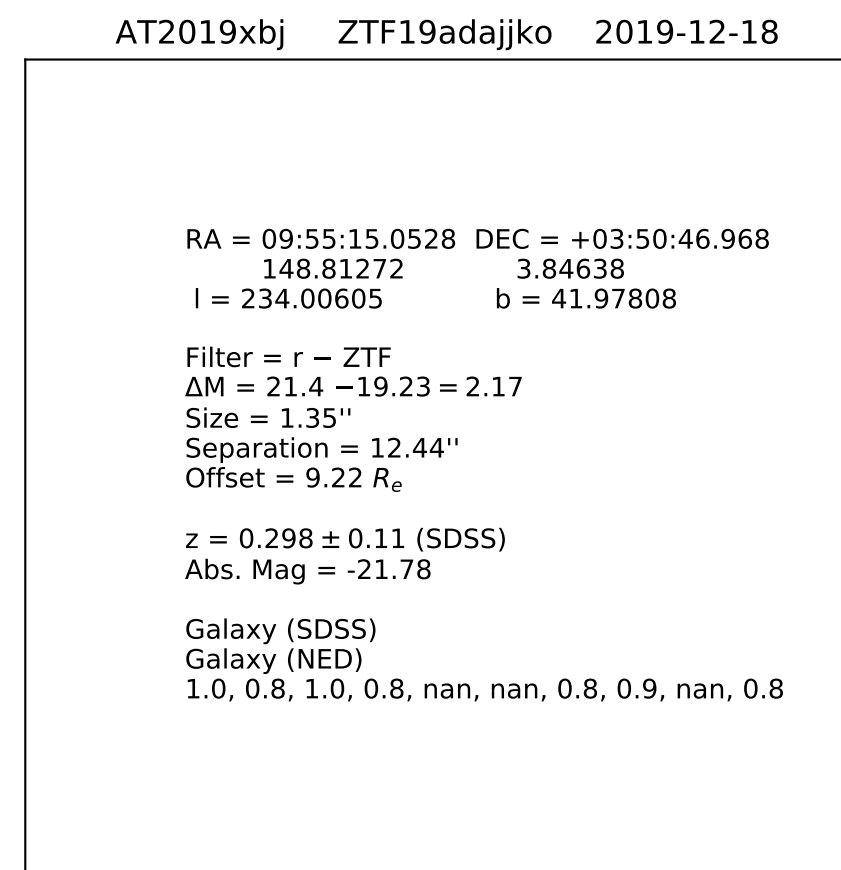 AT2019xbj ZTF19adajjko 2019-12-18
RA = 09:55:15.0528 DEC = +03:50:46.968
148.81272 3.84638
l = 234.00605 b = 41.97808
Filter = r − ZTF
ΔM = 21.4 −19.23 = 2.17
Size = 1.35''
Separation = 12.44''
Offset = 9.22 Rₑ
z = 0.298 ± 0.11 (SDSS)
Abs. Mag = -21.78
Galaxy (SDSS)
Galaxy (NED)
1.0, 0.8, 1.0, 0.8, nan, nan, 0.8, 0.9, nan, 0.8